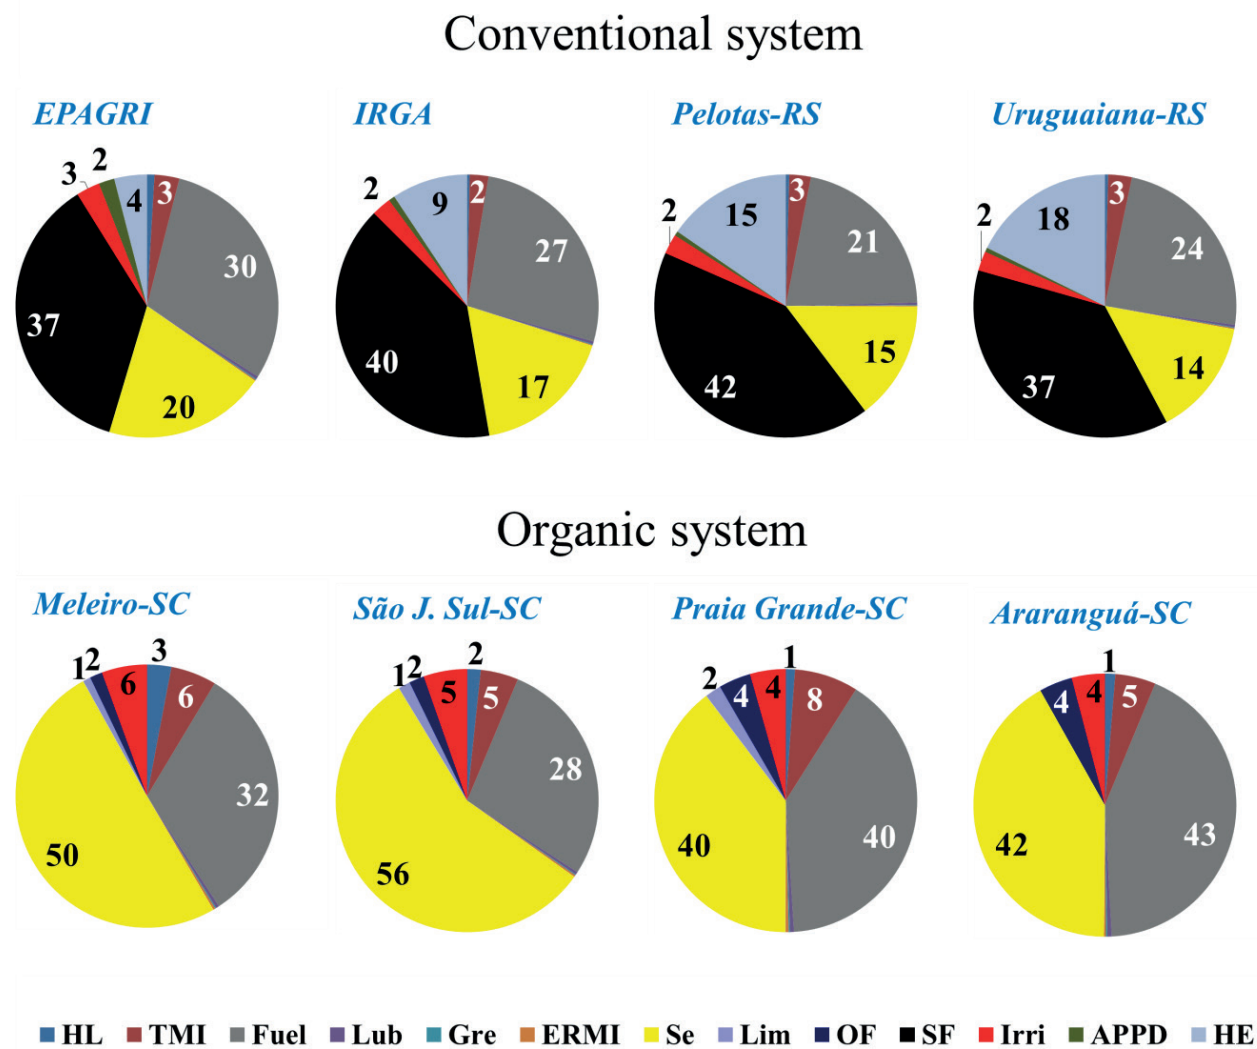 Conventional system
EPAGRI IRGA Pelotas-RS Uruguaiana-RS
3 2 4 3 30 20 37
2 9 2 27 17 40
2 15 3 21 15 42
2 18 3 24 14 37
Organic system
Meleiro-SC São J. Sul-SC Praia Grande-SC Araranguá-SC
1 2 6 3 6 32 50
1 2 5 2 5 28 56
2 4 4 1 8 40 40
4 4 1 5 43 42
HL TMI Fuel Lub Gre ERMI Se Lim OF SF Irri APPD HE